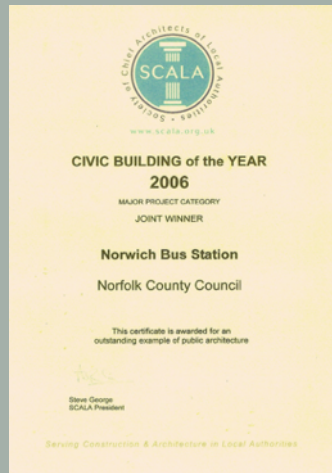 Society of Chief Architects of Local Authorities
SCALA
www.scala.org.uk
CIVIC BUILDING of the YEAR
2006
MAJOR PROJECT CATEGORY
JOINT WINNER
Norwich Bus Station
Norfolk County Council
This certificate is awarded for an
outstanding example of public architecture
Steve George
SCALA President
Serving Construction & Architecture in Local Authorities